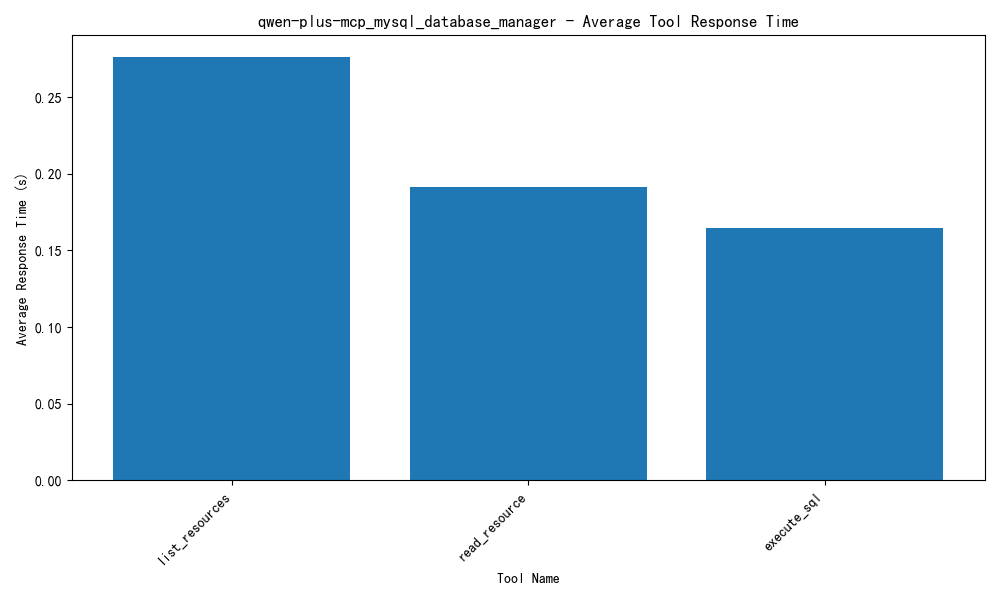 qwen-plus-mcp_mysql_database_manager - Average Tool Response Time
Average Response Time (s)
0.25
0.20
0.15
0.10
0.05
0.00
list_resources
read_resource
execute_sql
Tool Name